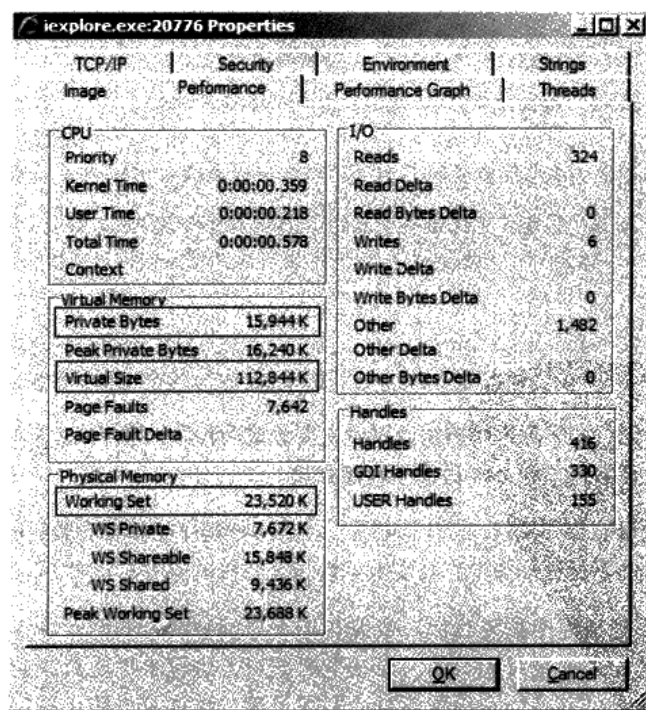 iexplore.exe:20776 Properties
TCP/IP Security Environment Strings
Image Performance Performance Graph Threads
CPU
Priority 8
Kernel Time 0:00:00.359
User Time 0:00:00.218
Total Time 0:00:00.578
Context
Virtual Memory
Private Bytes 15,944 K
Peak Private Bytes 16,240 K
Virtual Size 112,844 K
Page Faults 7,642
Page Fault Delta
Physical Memory
Working Set 23,520 K
WS Private 7,672 K
WS Shareable 15,848 K
WS Shared 9,436 K
Peak Working Set 23,688 K
I/O
Reads 324
Read Delta
Read Bytes Delta 0
Writes 6
Write Delta
Write Bytes Delta 0
Other 1,482
Other Delta
Other Bytes Delta 0
Handles
Handles 416
GDI Handles 330
USER Handles 155
OK Cancel